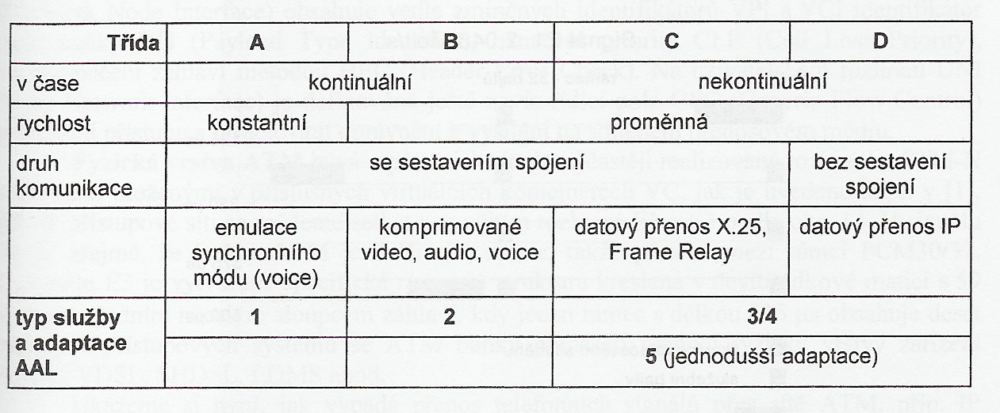 Třída A B C D
v čase kontinuální nekontinuální
rychlost konstantní proměnná
druh komunikace se sestavením spojení bez sestavení spojení
emulace synchronního módu (voice) komprimované video, audio, voice datový přenos X.25, Frame Relay datový přenos IP
typ služby a adaptace AAL 1 2 3/4
5 (jednodušší adaptace)